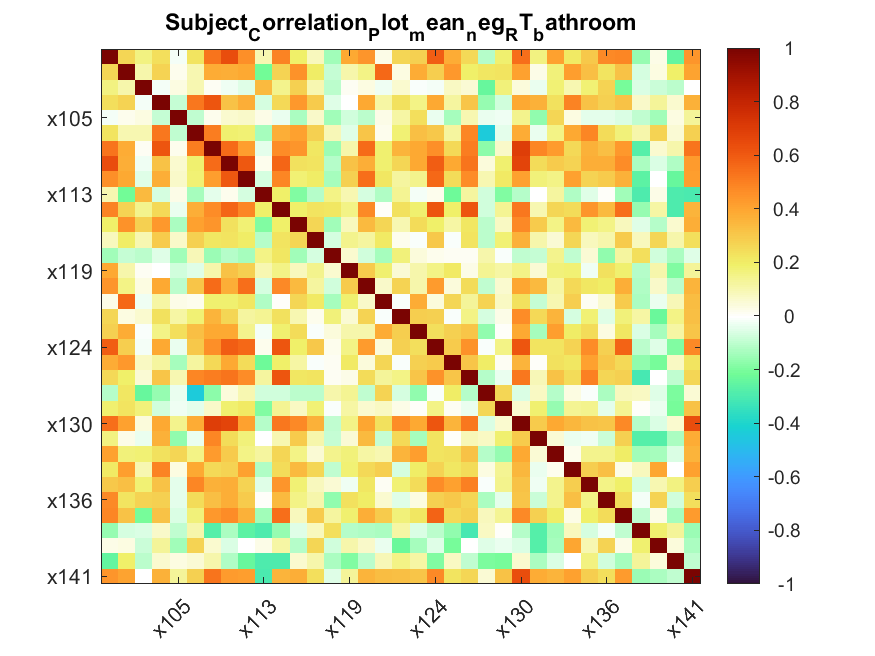 Subject_Correlation_Plot_mean_neg_RT_bathroom
x105
x113
x119
x124
x130
x136
x141
x105
x113
x119
x124
x130
x136
x141
1
0.8
0.6
0.4
0.2
0
-0.2
-0.4
-0.6
-0.8
-1